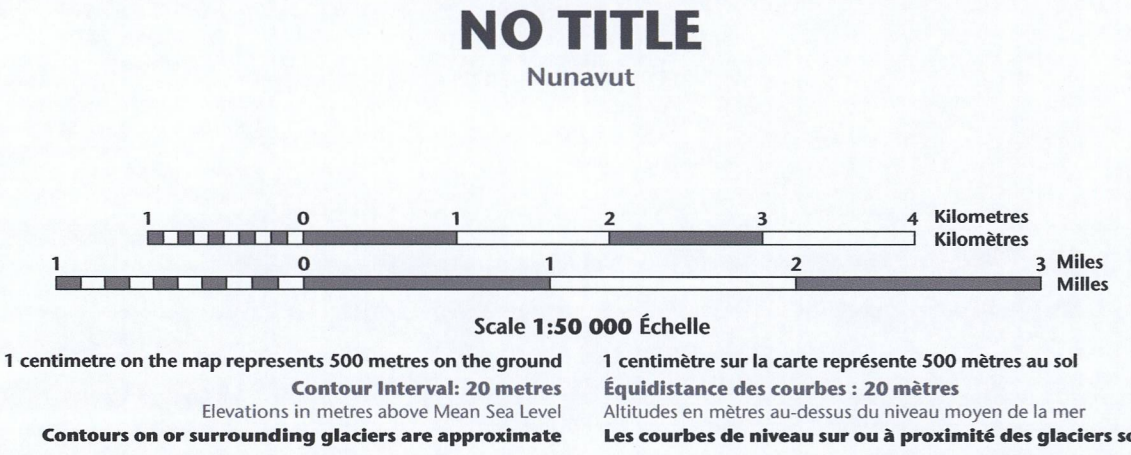 NO TITLE
Nunavut
1 0 1 2 3 4 Kilometres
Kilomètres
1 0 1 2 3 Miles
Milles
Scale 1:50 000 Échelle
1 centimetre on the map represents 500 metres on the ground
Contour Interval: 20 metres
Elevations in metres above Mean Sea Level
Contours on or surrounding glaciers are approximate
1 centimètre sur la carte représente 500 mètres au sol
Équidistance des courbes : 20 mètres
Altitudes en mètres au-dessus du niveau moyen de la mer
Les courbes de niveau sur ou à proximité des glaciers